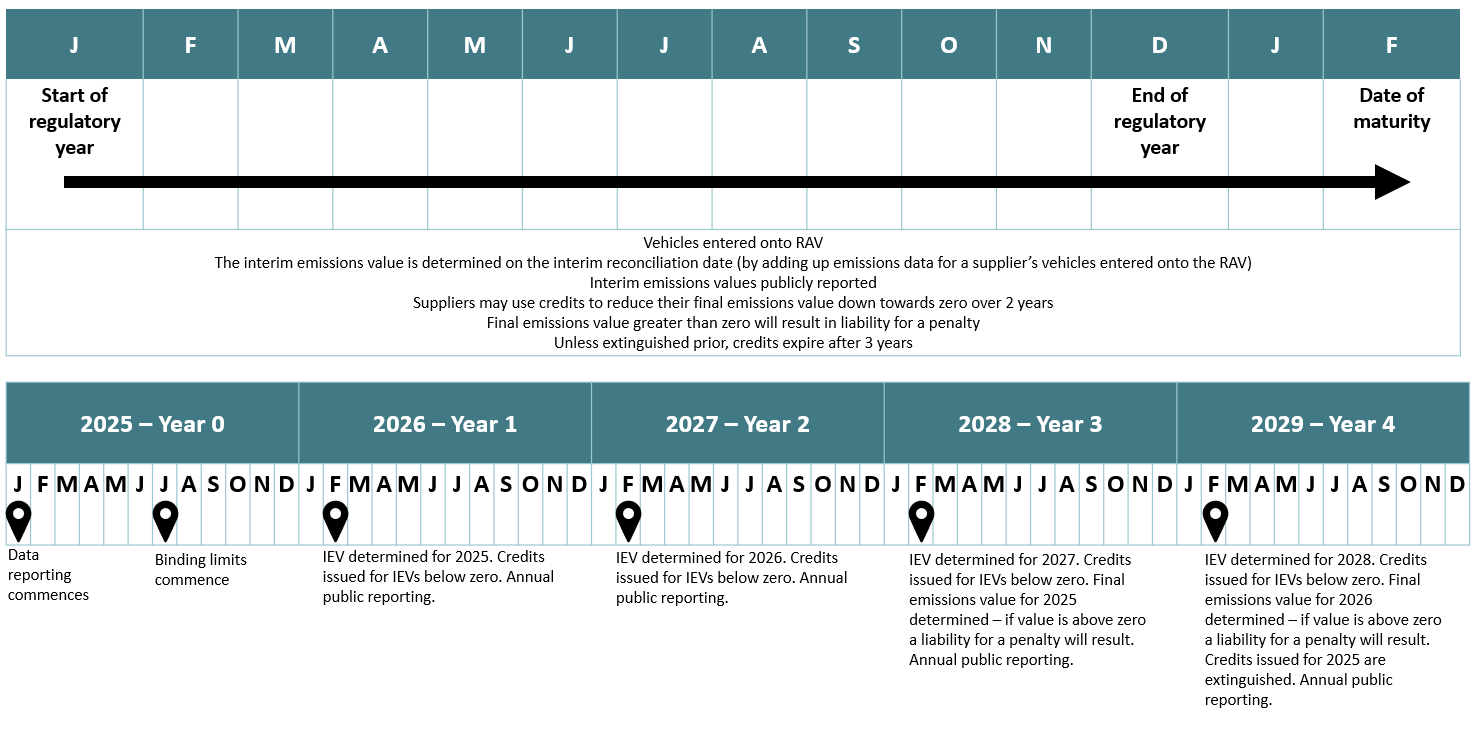 J F M A M J J A S O N D J F
Start of
regulatory
year
End of
regulatory
year
Date of
maturity
Vehicles entered onto RAV
The interim emissions value is determined on the interim reconciliation date (by adding up emissions data for a supplier’s vehicles entered onto the RAV)
Interim emissions values publicly reported
Suppliers may use credits to reduce their final emissions value down towards zero over 2 years
Final emissions value greater than zero will result in liability for a penalty
Unless extinguished prior, credits expire after 3 years
2025 – Year 0 2026 – Year 1 2027 – Year 2 2028 – Year 3 2029 – Year 4
J F M A M J J A S O N D J F M A M J J A S O N D J F M A M J J A S O N D J F M A M J J A S O N D J F M A M J J A S O N D
Data
reporting
commences
Binding limits
commence
IEV determined for 2025. Credits
issued for IEVs below zero. Annual
public reporting.
IEV determined for 2026. Credits
issued for IEVs below zero. Annual
public reporting.
IEV determined for 2027. Credits
issued for IEVs below zero. Final
emissions value for 2025
determined – if value is above zero
a liability for a penalty will result.
Annual public reporting.
IEV determined for 2028. Credits
issued for IEVs below zero. Final
emissions value for 2026
determined – if value is above zero
a liability for a penalty will result.
Credits issued for 2025 are
extinguished. Annual public
reporting.